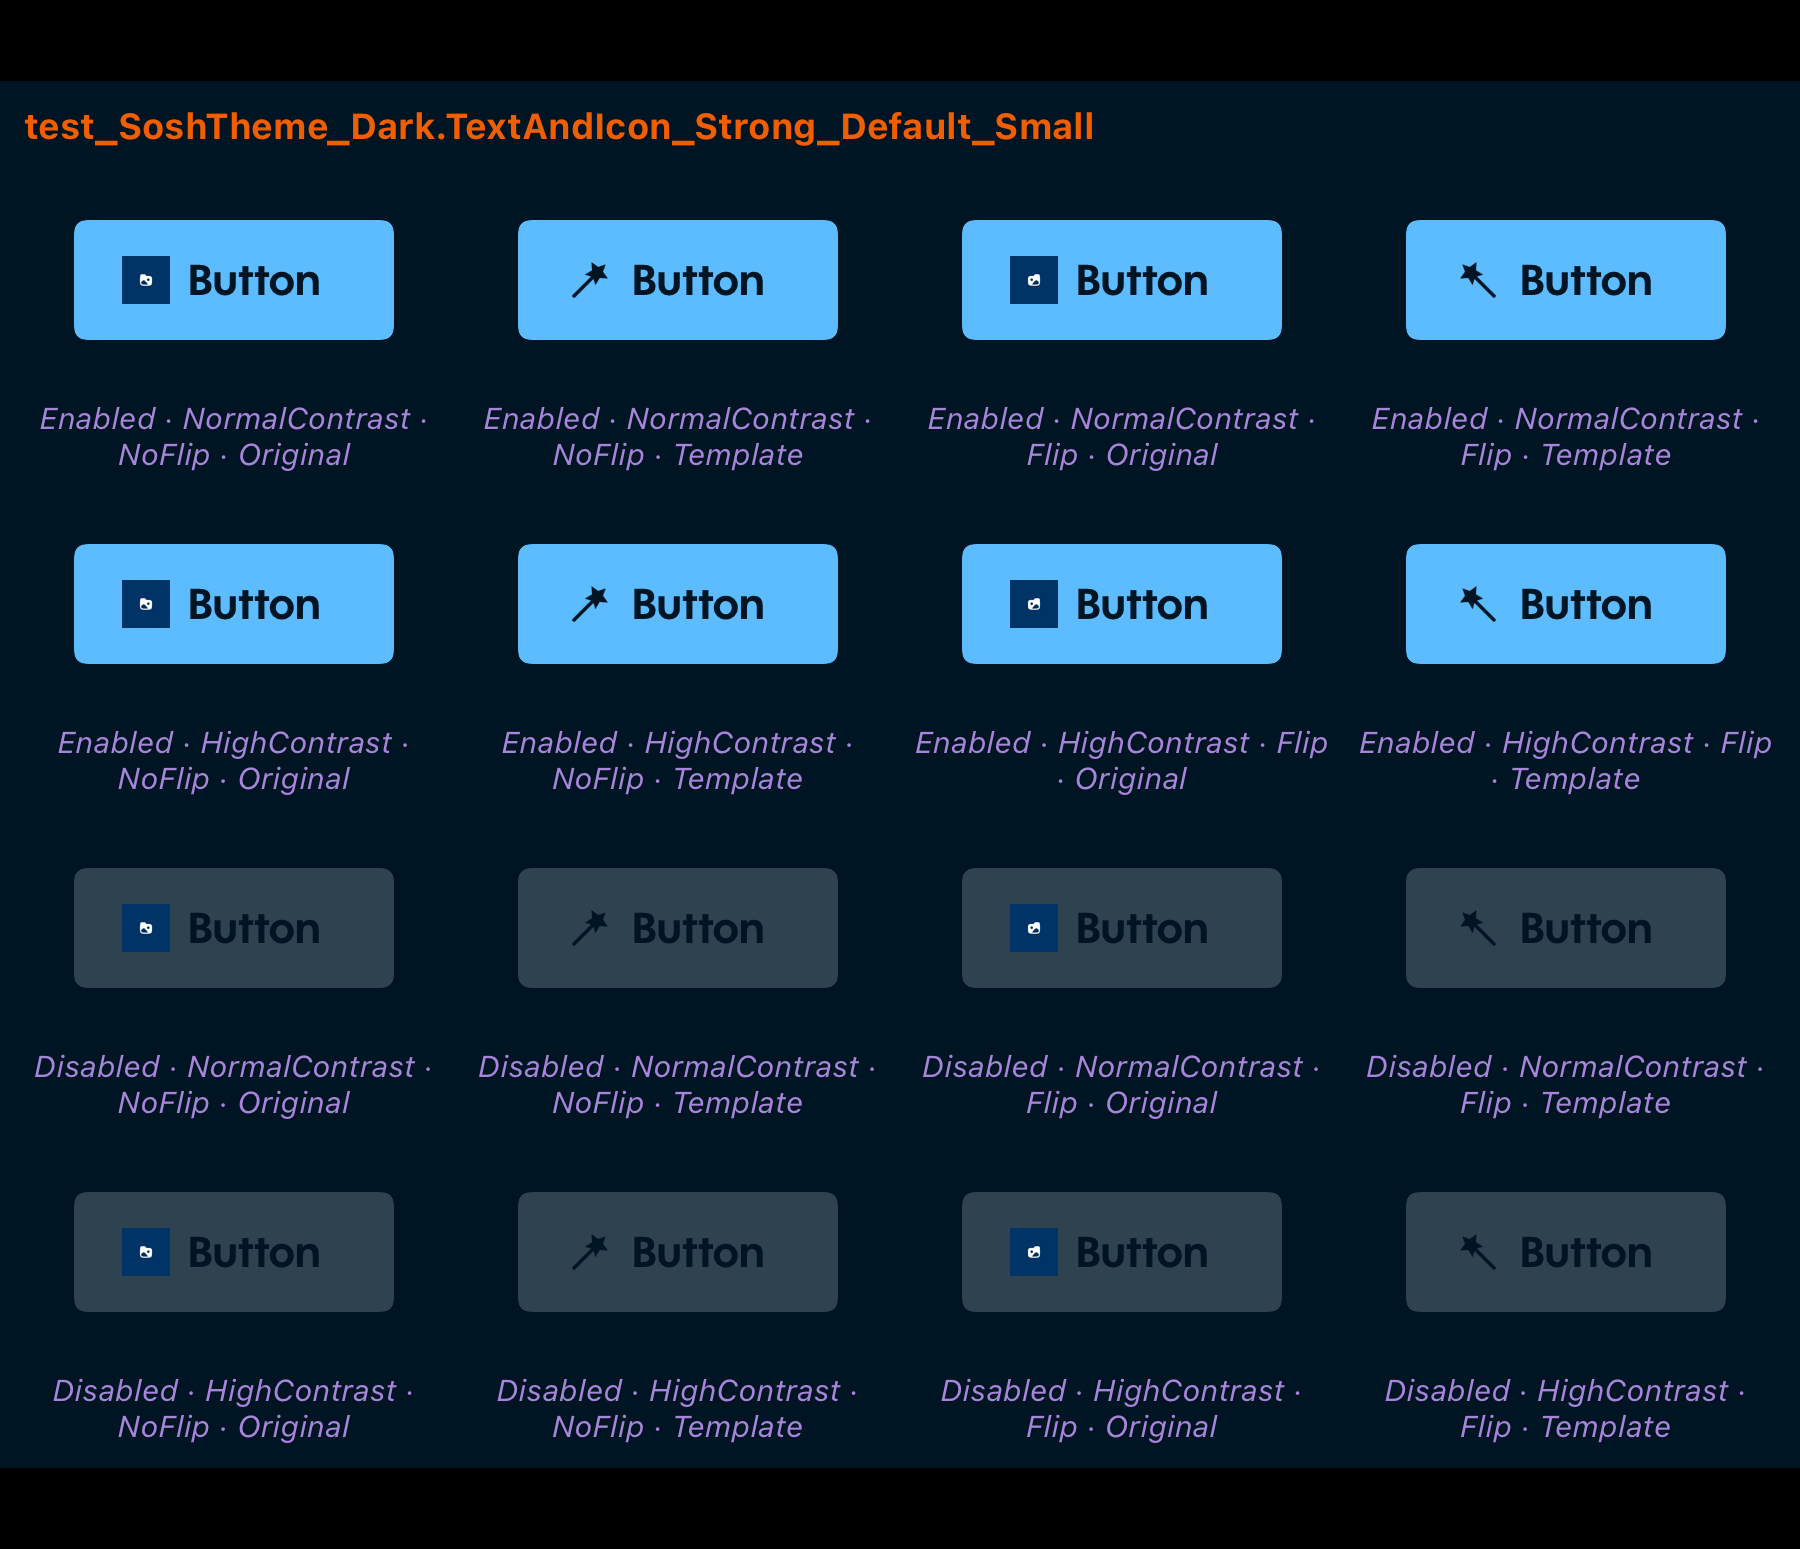 test_SoshTheme_Dark.TextAndIcon_Strong_Default_Small
Button
Button
Button
Button
Enabled · NormalContrast ·
NoFlip · Original
Enabled · NormalContrast ·
NoFlip · Template
Enabled · NormalContrast ·
Flip · Original
Enabled · NormalContrast ·
Flip · Template
Button
Button
Button
Button
Enabled · HighContrast ·
NoFlip · Original
Enabled · HighContrast ·
NoFlip · Template
Enabled · HighContrast · Flip
· Original
Enabled · HighContrast · Flip
· Template
Button
Button
Button
Button
Disabled · NormalContrast ·
NoFlip · Original
Disabled · NormalContrast ·
NoFlip · Template
Disabled · NormalContrast ·
Flip · Original
Disabled · NormalContrast ·
Flip · Template
Button
Button
Button
Button
Disabled · HighContrast ·
NoFlip · Original
Disabled · HighContrast ·
NoFlip · Template
Disabled · HighContrast ·
Flip · Original
Disabled · HighContrast ·
Flip · Template